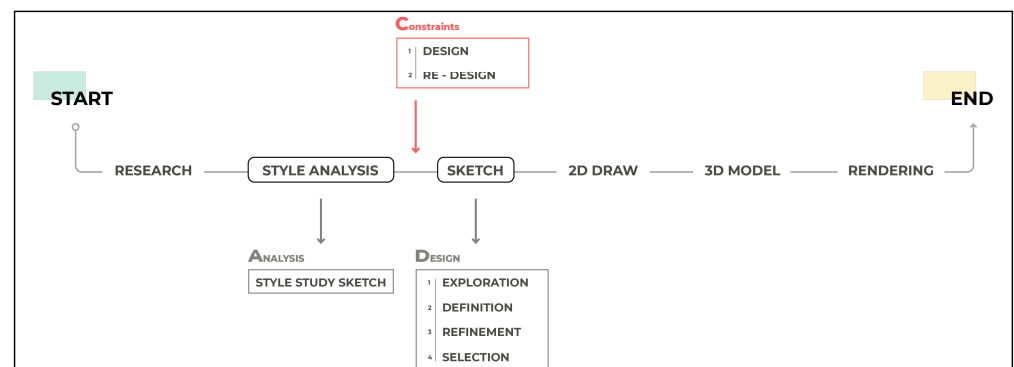 Constraints
1 DESIGN
2 RE - DESIGN
START
END
RESEARCH
STYLE ANALYSIS
SKETCH
2D DRAW
3D MODEL
RENDERING
ANALYSIS
STYLE STUDY SKETCH
DESIGN
1 EXPLORATION
2 DEFINITION
3 REFINEMENT
4 SELECTION